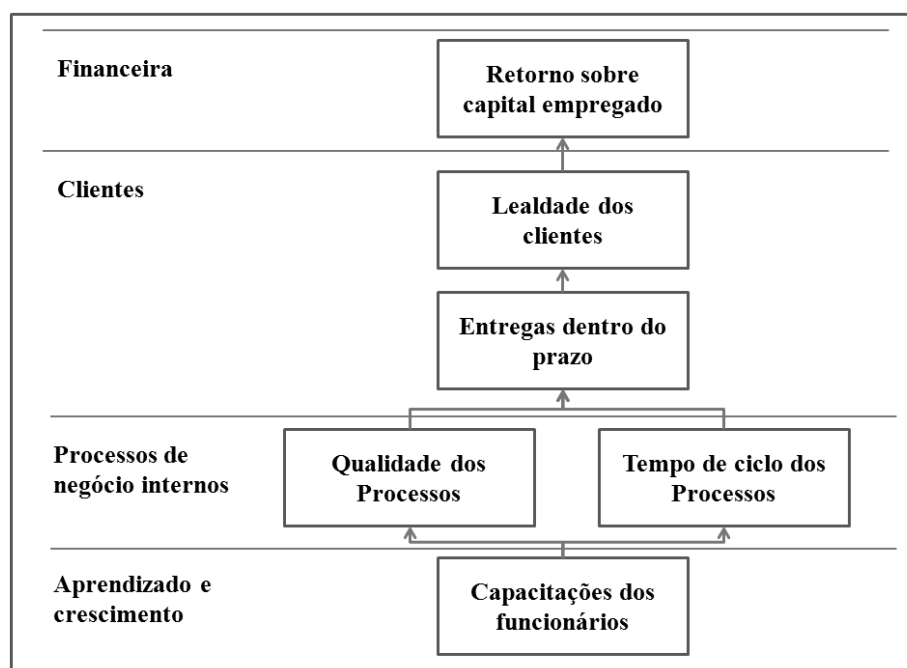 Financeira
Retorno sobre
capital empregado
Clientes
Lealdade dos
clientes
Entregas dentro do
prazo
Processos de
negócio internos
Qualidade dos
Processos
Tempo de ciclo dos
Processos
Aprendizado e
crescimento
Capacitações dos
funcionários